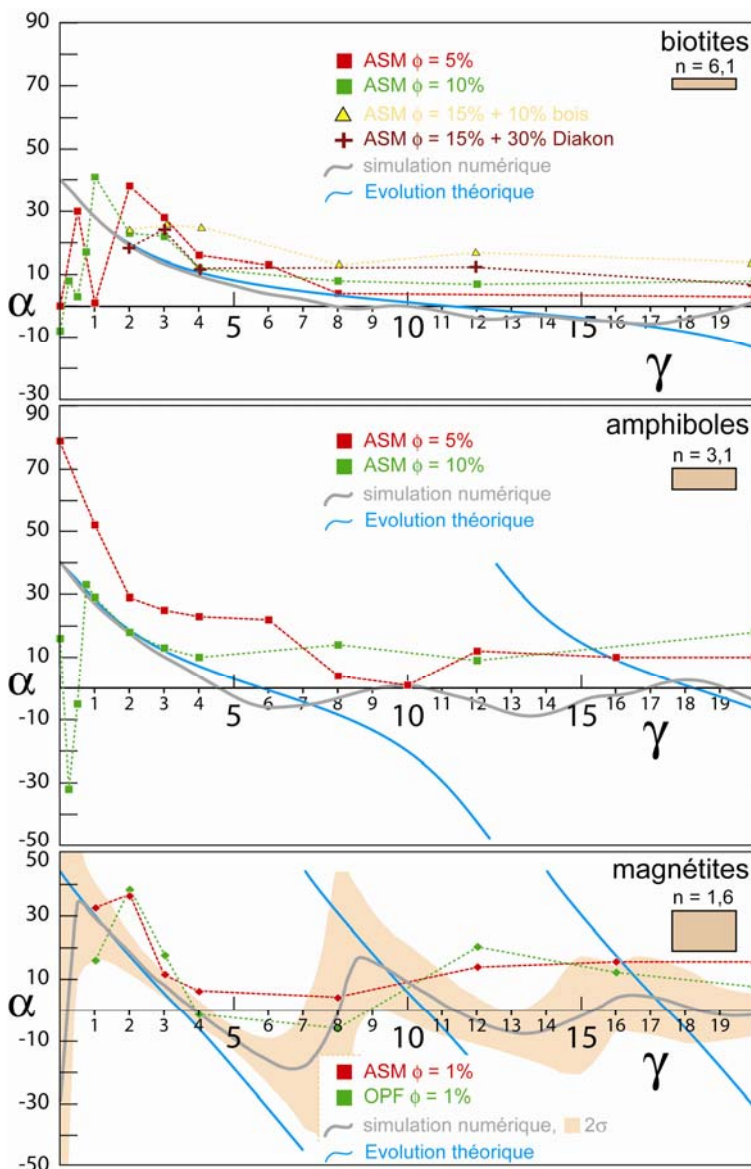 90
biotites
n = 6,1
ASM ϕ = 5%
70
ASM ϕ = 10%
ASM ϕ = 15% + 10% bois
50
ASM ϕ = 15% + 30% Diakon
simulation numérique
Evolution théorique
30
10
α
1 2 3 4 5 6 7 8 9 10 11 12 13 14 15 16 17 18 19
-10
γ
-30
90
amphiboles
n = 3,1
ASM ϕ = 5%
70
ASM ϕ = 10%
simulation numérique
50
Evolution théorique
30
10
α
1 2 3 4 5 6 7 8 9 10 11 12 13 14 15 16 17 18 19
-10
γ
-30
-50
50
magnétites
n = 1,6
30
10
α
1 2 3 4 5 6 7 8 9 10 11 12 13 14 15 16 17 18 19
-10
γ
ASM ϕ = 1%
-30
OPF ϕ = 1%
simulation numérique, 2σ
Evolution théorique
-50